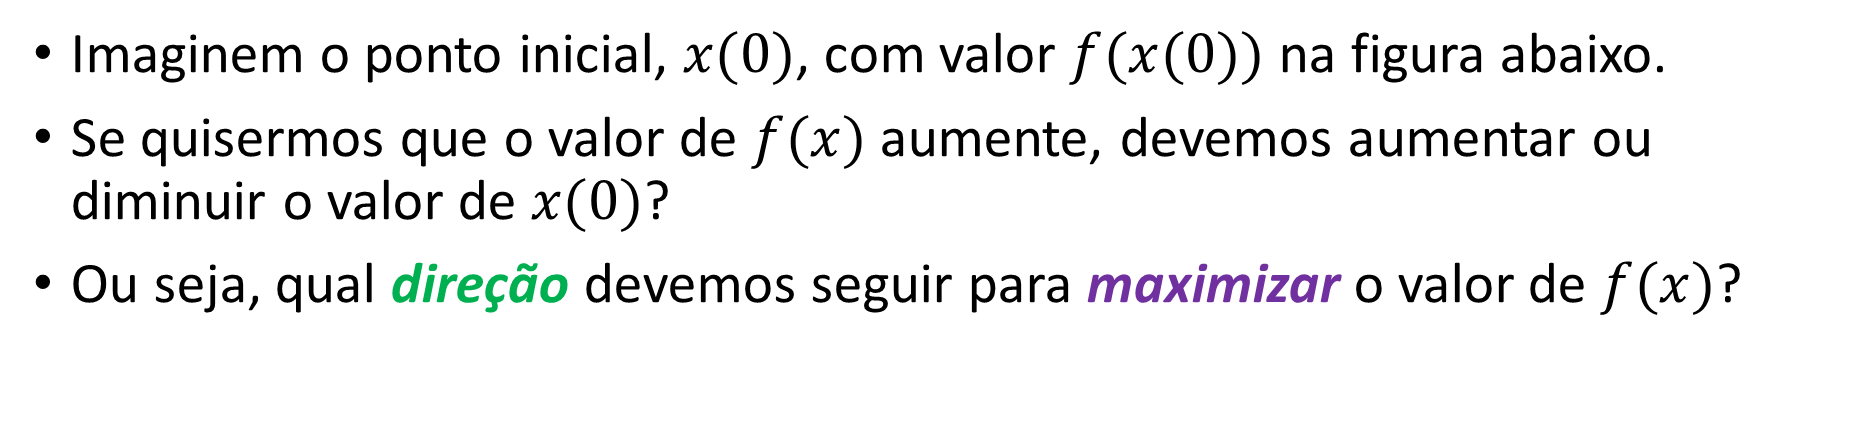 • Imaginem o ponto inicial, x(0), com valor f(x(0)) na figura abaixo.
• Se quisermos que o valor de f(x) aumente, devemos aumentar ou
diminuir o valor de x(0)?
• Ou seja, qual direção devemos seguir para maximizar o valor de f(x)?